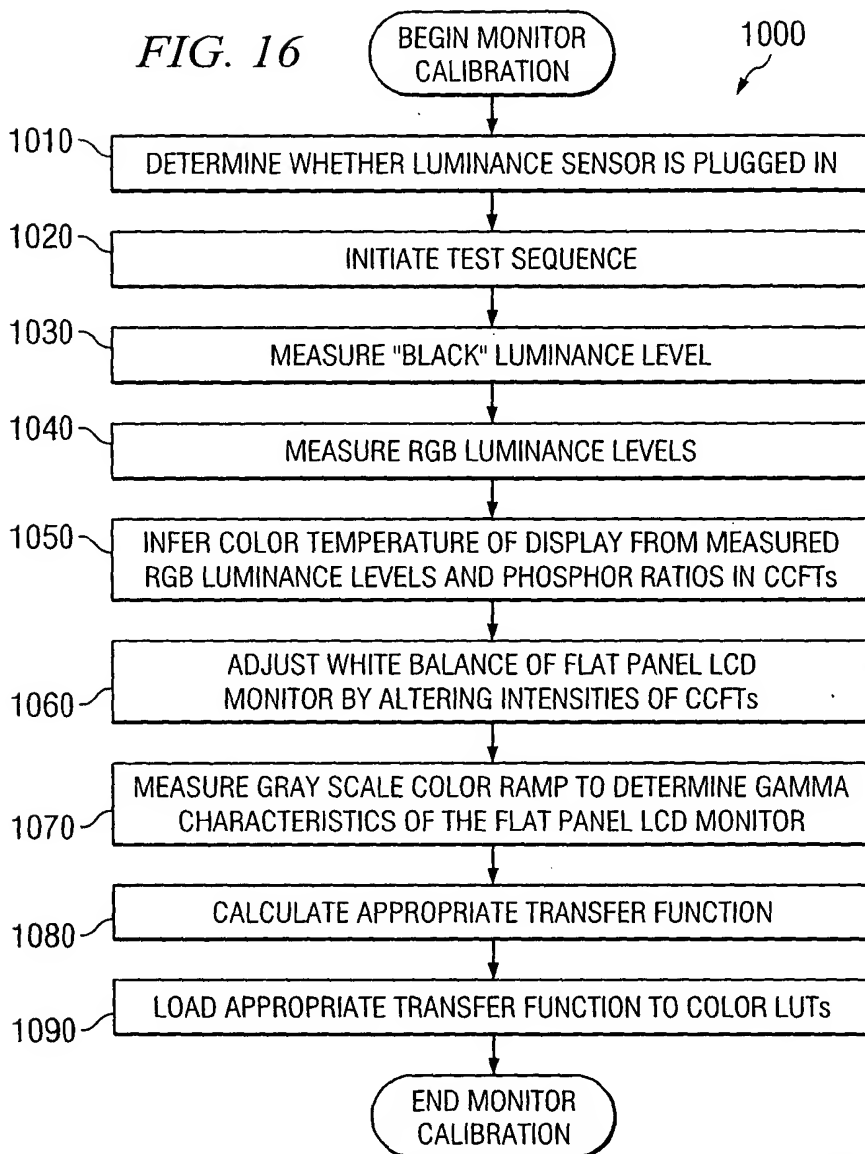 FIG. 16
BEGIN MONITOR
CALIBRATION
1000
1010
DETERMINE WHETHER LUMINANCE SENSOR IS PLUGGED IN
1020
INITIATE TEST SEQUENCE
1030
MEASURE "BLACK" LUMINANCE LEVEL
1040
MEASURE RGB LUMINANCE LEVELS
1050
INFER COLOR TEMPERATURE OF DISPLAY FROM MEASURED
RGB LUMINANCE LEVELS AND PHOSPHOR RATIOS IN CCFTs
1060
ADJUST WHITE BALANCE OF FLAT PANEL LCD
MONITOR BY ALTERING INTENSITIES OF CCFTs
1070
MEASURE GRAY SCALE COLOR RAMP TO DETERMINE GAMMA
CHARACTERISTICS OF THE FLAT PANEL LCD MONITOR
1080
CALCULATE APPROPRIATE TRANSFER FUNCTION
1090
LOAD APPROPRIATE TRANSFER FUNCTION TO COLOR LUTs
END MONITOR
CALIBRATION